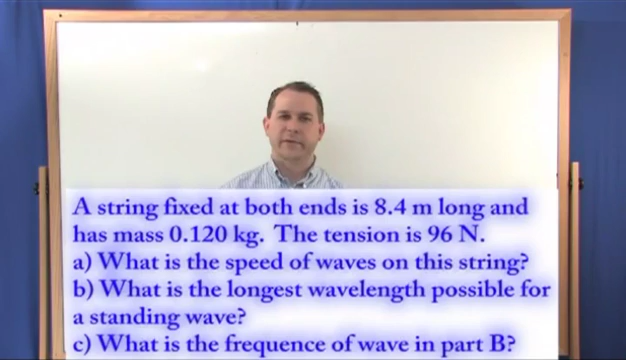 A string fixed at both ends is 8.4 m long and
has mass 0.120 kg. The tension is 96 N.
a) What is the speed of waves on this string?
b) What is the longest wavelength possible for
a standing wave?
c) What is the frequence of wave in part B?